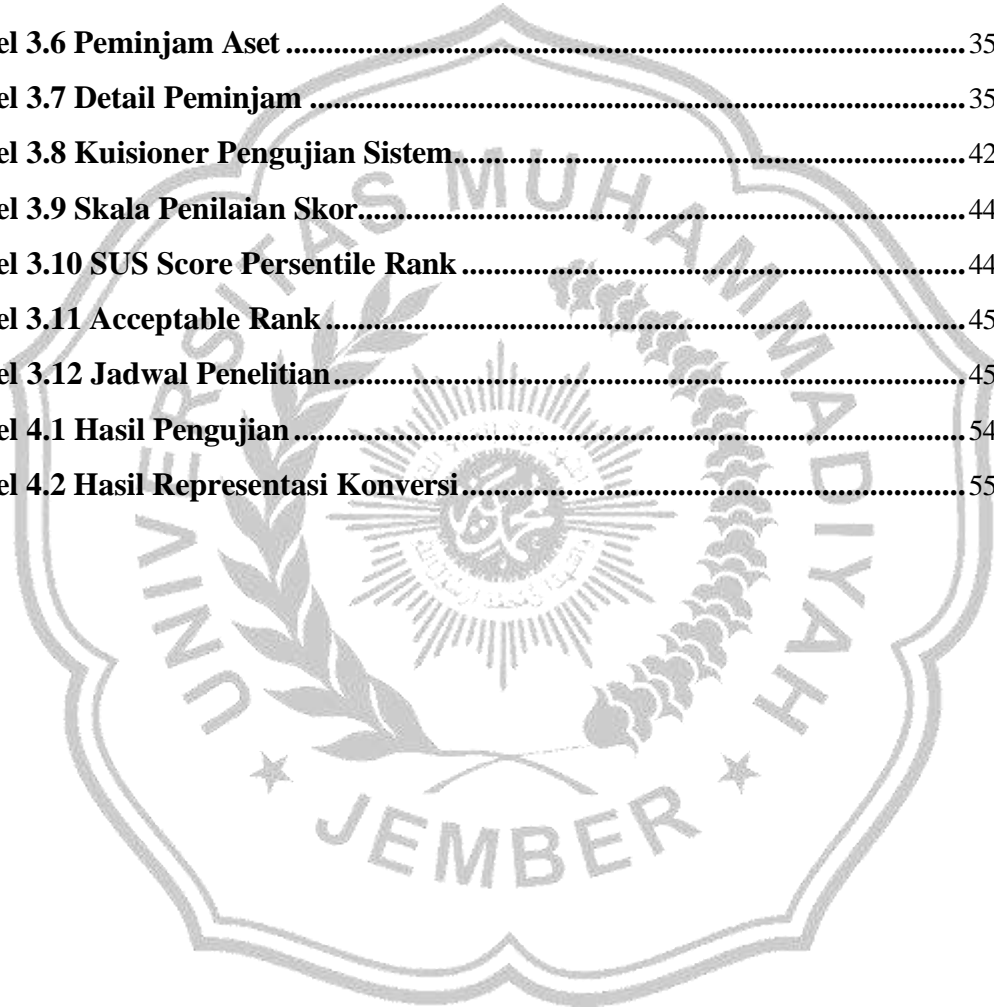 el 3.6 Peminjam Aset ................................................ 35
el 3.7 Detail Peminjam ................................................ 35
el 3.8 Kuisioner Pengujian Sistem ................................................ 42
el 3.9 Skala Penilaian Skor ................................................ 44
el 3.10 SUS Score Persentile Rank ................................................ 44
el 3.11 Acceptable Rank ................................................ 45
el 3.12 Jadwal Penelitian ................................................ 45
el 4.1 Hasil Pengujian ................................................ 54
el 4.2 Hasil Representasi Konversi ................................................ 55
UNIVERSITAS MUHAMMADIYAH
JEMBER